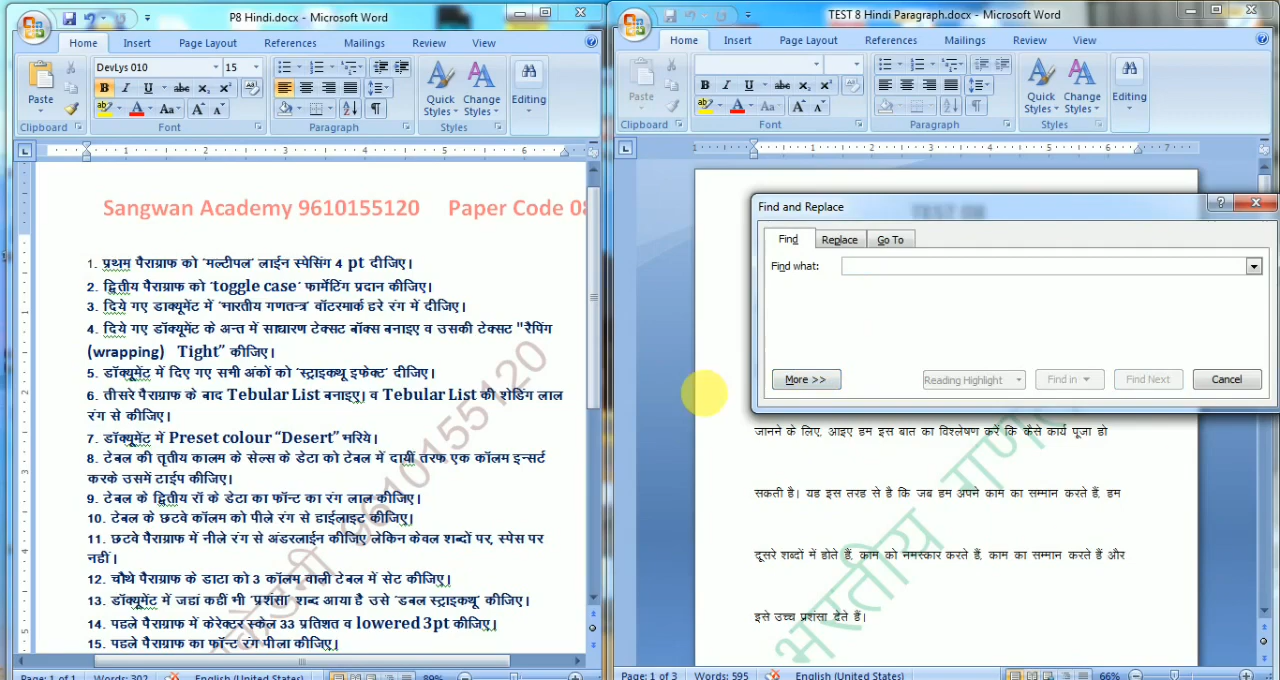 P8 Hindi.docx - Microsoft Word
Home Insert Page Layout References Mailings Review View
DevLys 010 15
Paste
Quick Styles
Change Styles
Editing
Clipboard Font Paragraph Styles
Sangwan Academy 9610155120 Paper Code 08
1. प्रथम पैराग्राफ को 'मल्टीपल' लाईन स्पेसिंग 4 pt दीजिए।
2. द्वितीय पैराग्राफ को 'toggle case' फार्मेटिंग प्रदान कीजिए।
3. दिये गए डाक्यूमेंट में 'भारतीय गणतन्त्र' वॉटरमार्क हरे रंग में दीजिए।
4. दिये गए डॉक्यूमेंट के अन्त में साधारण टेक्सट बॉक्स बनाइए व उसकी टेक्सट "रैपिंग
(wrapping) Tight" कीजिए।
5. डॉक्यूमेंट में दिए गए सभी अंकों को 'स्ट्राइकथ्रू इफेक्ट' दीजिए।
6. तीसरे पैराग्राफ के बाद Tebular List बनाइए। व Tebular List की शेडिंग लाल
रंग से कीजिए।
7. डॉक्यूमेंट में Preset colour “Desert” भरिये।
8. टेबल की तृतीय कालम के सेल्स के डेटा को टेबल में दायीं तरफ एक कॉलम इन्सर्ट
करके उसमें टाईप कीजिए।
9. टेबल के द्वितीय रॉ के डेटा का फॉन्ट का रंग लाल कीजिए।
10. टेबल के छटवे कॉलम को पीले रंग से हाईलाइट कीजिए।
11. छटवे पैराग्राफ में नीले रंग से अंडरलाईन कीजिए लेकिन केवल शब्दों पर, स्पेस पर
नहीं।
12. चौथे पैराग्राफ के डाटा को 3 कॉलम वाली टेबल में सेट कीजिए।
13. डॉक्यूमेंट में जहां कहीं भी 'प्रशंसा' शब्द आया है उसे 'डबल स्ट्राइकथ्रू' कीजिए।
14. पहले पैराग्राफ में केरेक्टर स्केल 33 प्रतिशत व lowered 3pt कीजिए।
15. पहले पैराग्राफ का फॉन्ट रंग पीला कीजिए।
9610155120
Page: 1 of 1 Words: 302 English (United States) 89%
TEST 8 Hindi Paragraph.docx - Microsoft Word
Home Insert Page Layout References Mailings Review View
Paste
Quick Styles
Change Styles
Editing
Clipboard Font Paragraph Styles
Find and Replace
Find Replace Go To
Find what:
More >> Reading Highlight Find in Find Next Cancel
जानने के लिए, आइए हम इस बात का विश्लेषण करें कि कैसे कार्य पूजा हो
सकती है। यह इस तरह से है कि जब हम अपने काम का सम्मान करते हैं, हम
दूसरे शब्दों में होते हैं, काम को नमस्कार करते हैं, काम का सम्मान करते हैं और
इसे उच्च प्रशंसा देते हैं।
Page: 1 of 3 Words: 595 English (United States) 66%